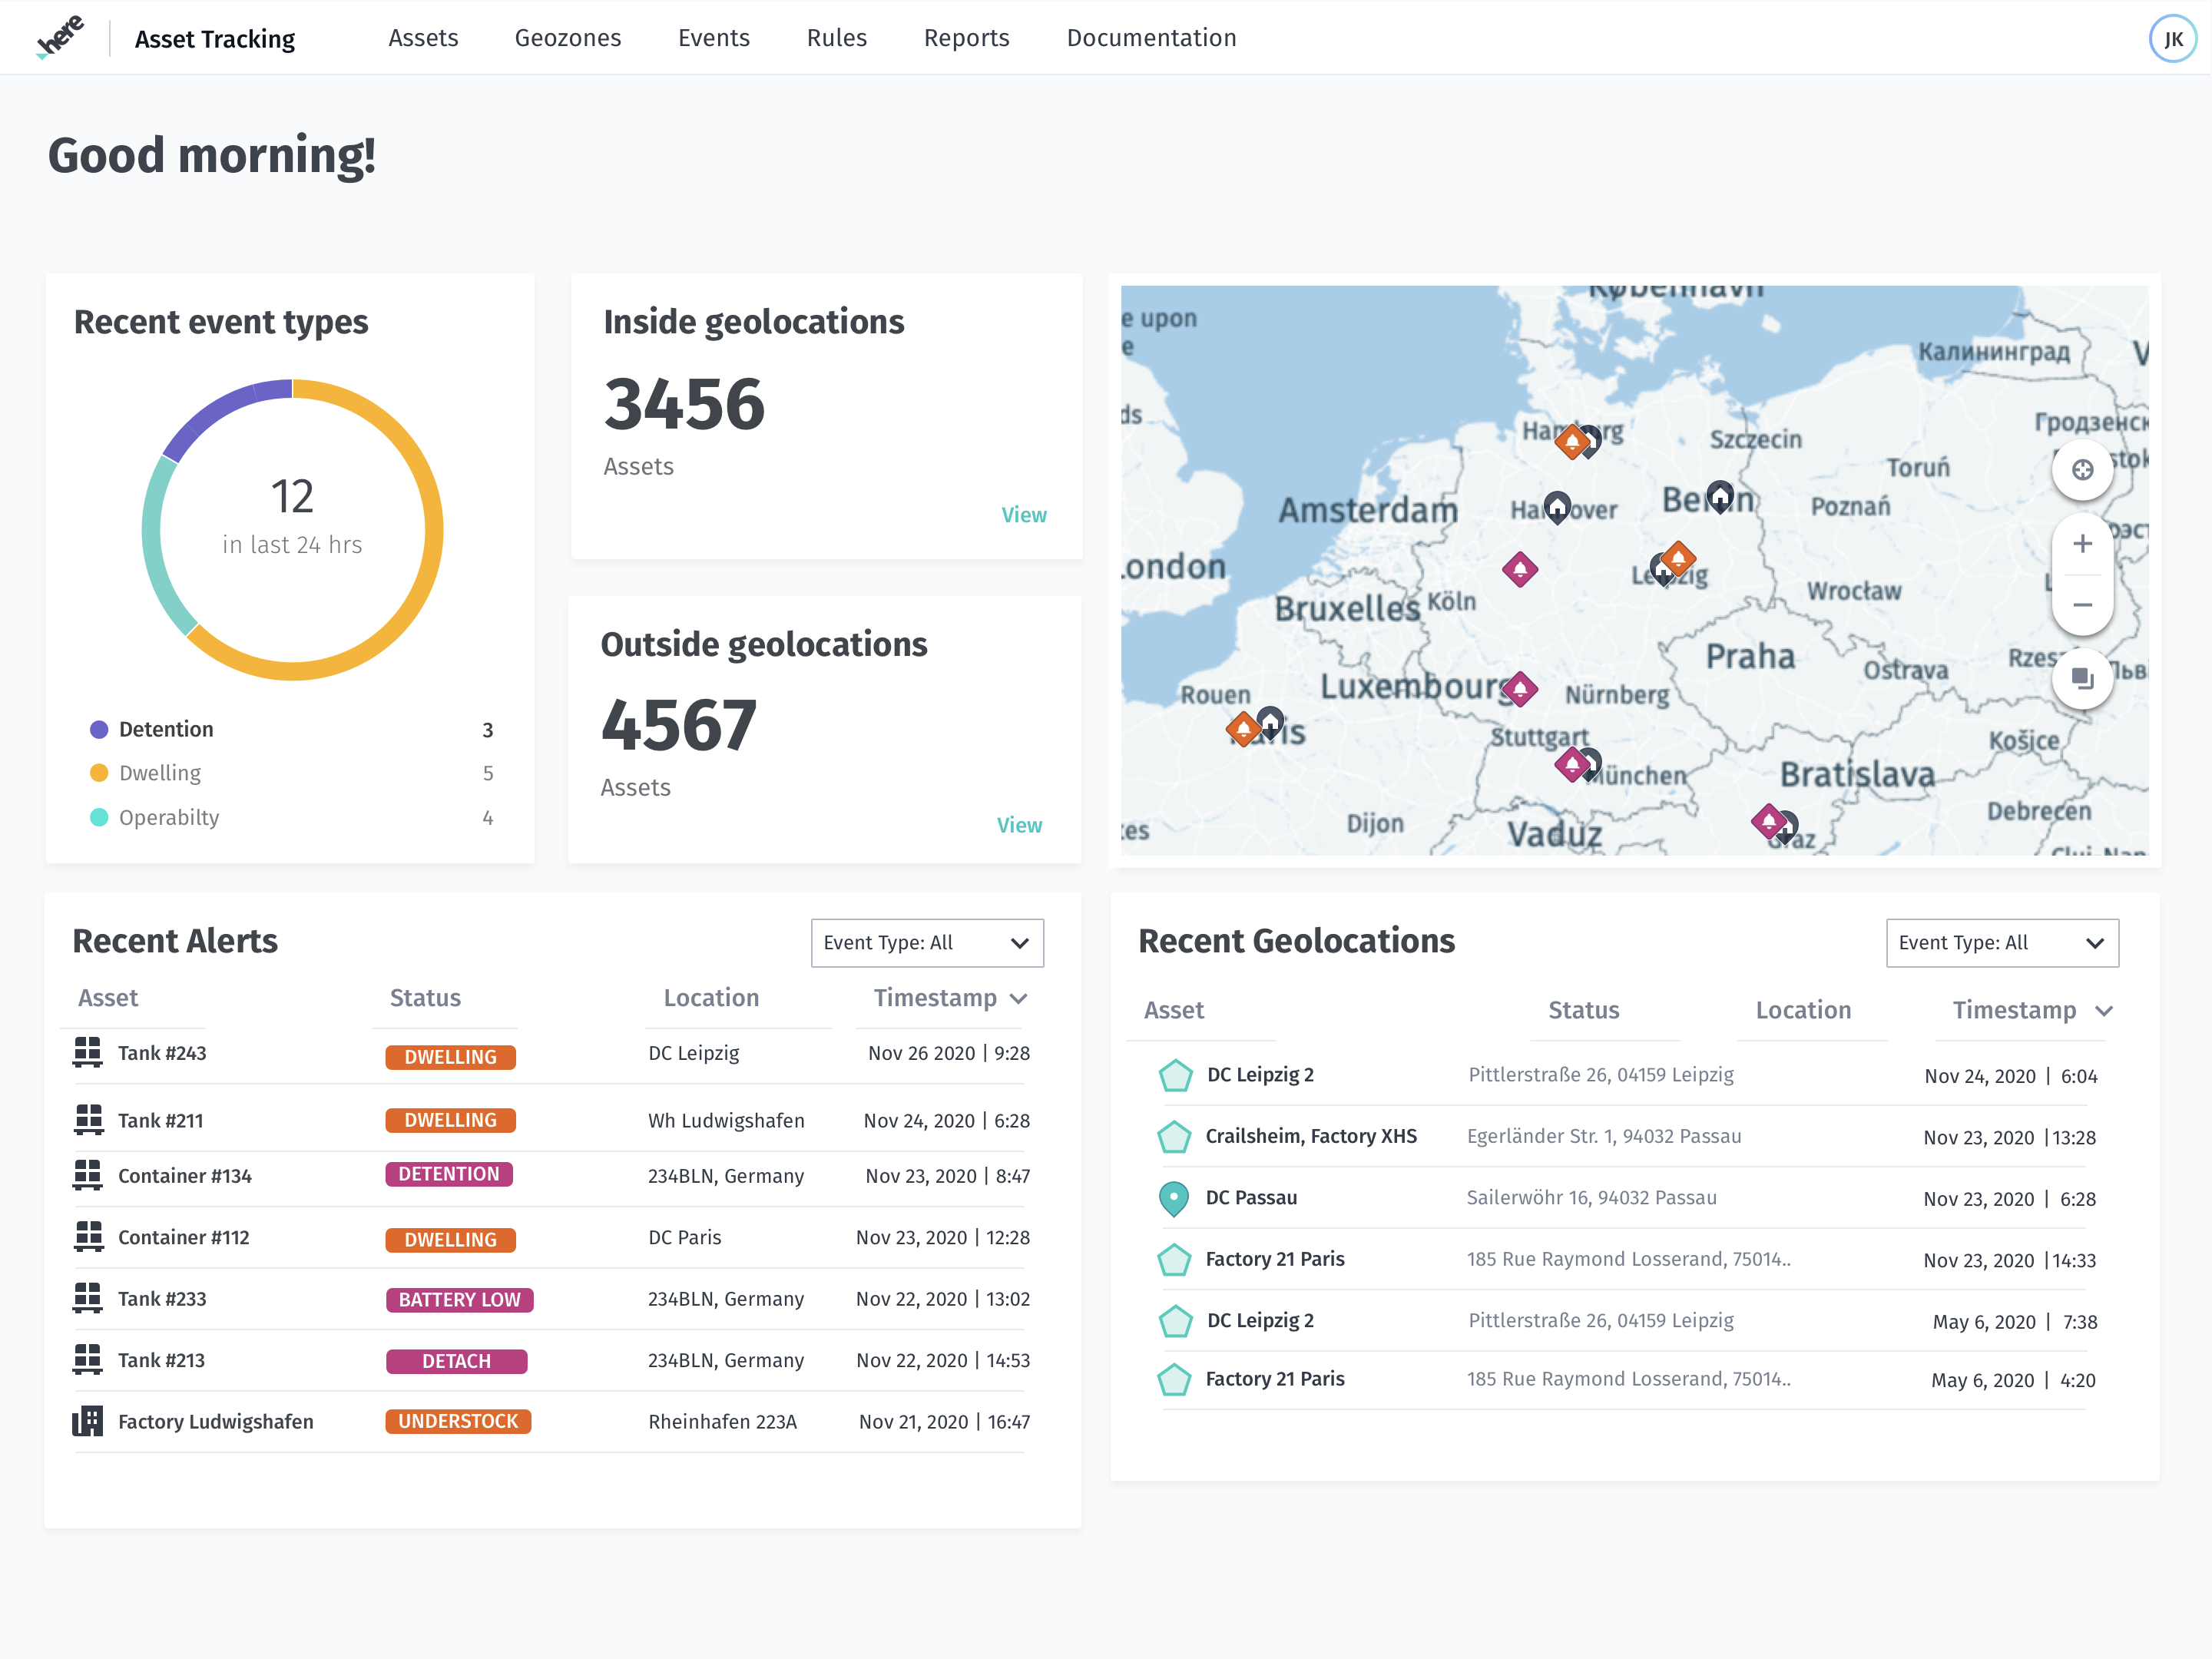 here
Asset Tracking
Assets
Geozones
Events
Rules
Reports
Documentation
JK
Good morning!
Recent event types
12
in last 24 hrs
Detention 3
Dwelling 5
Operabilty 4
Inside geolocations
3456
Assets
View
Outside geolocations
4567
Assets
View
København
e upon
e
Калининград
ds
Гродзенск
Szczecin
Toruń
Amsterdam
Poznań
London
Wrocław
Bruxelles
Köln
Praha
Ostrava
Rouen
Luxembourg
Nürnberg
Stuttgart
Košice
München
Bratislava
Debrecen
Dijon
Vaduz
Recent Alerts
Event Type: All
Asset Status Location Timestamp
Tank #243 DWELLING DC Leipzig Nov 26 2020 | 9:28
Tank #211 DWELLING Wh Ludwigshafen Nov 24, 2020 | 6:28
Container #134 DETENTION 234BLN, Germany Nov 23, 2020 | 8:47
Container #112 DWELLING DC Paris Nov 23, 2020 | 12:28
Tank #233 BATTERY LOW 234BLN, Germany Nov 22, 2020 | 13:02
Tank #213 DETACH 234BLN, Germany Nov 22, 2020 | 14:53
Factory Ludwigshafen UNDERSTOCK Rheinhafen 223A Nov 21, 2020 | 16:47
Recent Geolocations
Event Type: All
Asset Status Location Timestamp
DC Leipzig 2 Pittlerstraße 26, 04159 Leipzig Nov 24, 2020 | 6:04
Crailsheim, Factory XHS Egerländer Str. 1, 94032 Passau Nov 23, 2020 | 13:28
DC Passau Sailerwöhr 16, 94032 Passau Nov 23, 2020 | 6:28
Factory 21 Paris 185 Rue Raymond Losserand, 75014.. Nov 23, 2020 | 14:33
DC Leipzig 2 Pittlerstraße 26, 04159 Leipzig May 6, 2020 | 7:38
Factory 21 Paris 185 Rue Raymond Losserand, 75014.. May 6, 2020 | 4:20